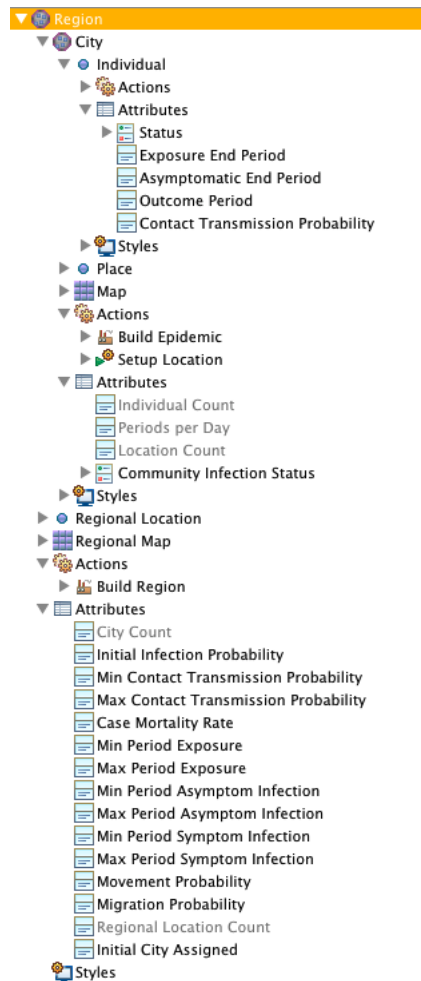 Region
City
Individual
Actions
Attributes
Status
Exposure End Period
Asymptomatic End Period
Outcome Period
Contact Transmission Probability
Styles
Place
Map
Actions
Build Epidemic
Setup Location
Attributes
Individual Count
Periods per Day
Location Count
Community Infection Status
Styles
Regional Location
Regional Map
Actions
Build Region
Attributes
City Count
Initial Infection Probability
Min Contact Transmission Probability
Max Contact Transmission Probability
Case Mortality Rate
Min Period Exposure
Max Period Exposure
Min Period Asymptom Infection
Max Period Asymptom Infection
Min Period Symptom Infection
Max Period Symptom Infection
Movement Probability
Migration Probability
Regional Location Count
Initial City Assigned
Styles